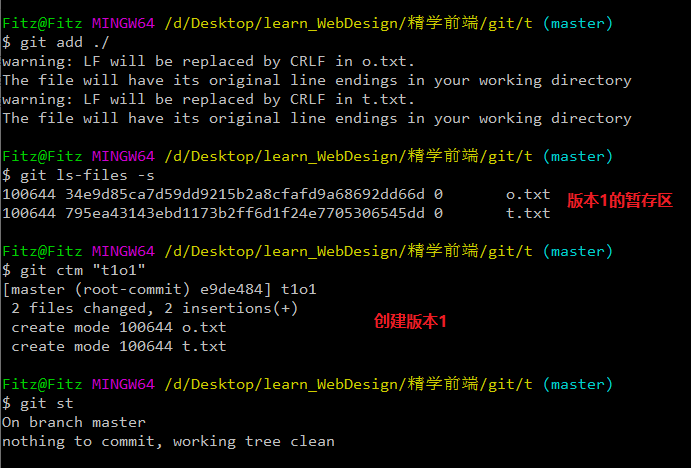 Fitz@Fitz MINGW64 /d/Desktop/learn_WebDesign/精学前端/git/t (master)
$ git add ./
warning: LF will be replaced by CRLF in o.txt.
The file will have its original line endings in your working directory
warning: LF will be replaced by CRLF in t.txt.
The file will have its original line endings in your working directory
Fitz@Fitz MINGW64 /d/Desktop/learn_WebDesign/精学前端/git/t (master)
$ git ls-files -s
100644 34e9d85ca7d59dd9215b2a8cfafd9a68692dd66d 0 o.txt
版本1的暂存区
100644 795ea43143ebd1173b2ff6d1f24e7705306545dd 0 t.txt
Fitz@Fitz MINGW64 /d/Desktop/learn_WebDesign/精学前端/git/t (master)
$ git ctm "t1o1"
[master (root-commit) e9de484] t1o1
2 files changed, 2 insertions(+)
create mode 100644 o.txt
创建版本1
create mode 100644 t.txt
Fitz@Fitz MINGW64 /d/Desktop/learn_WebDesign/精学前端/git/t (master)
$ git st
On branch master
nothing to commit, working tree clean